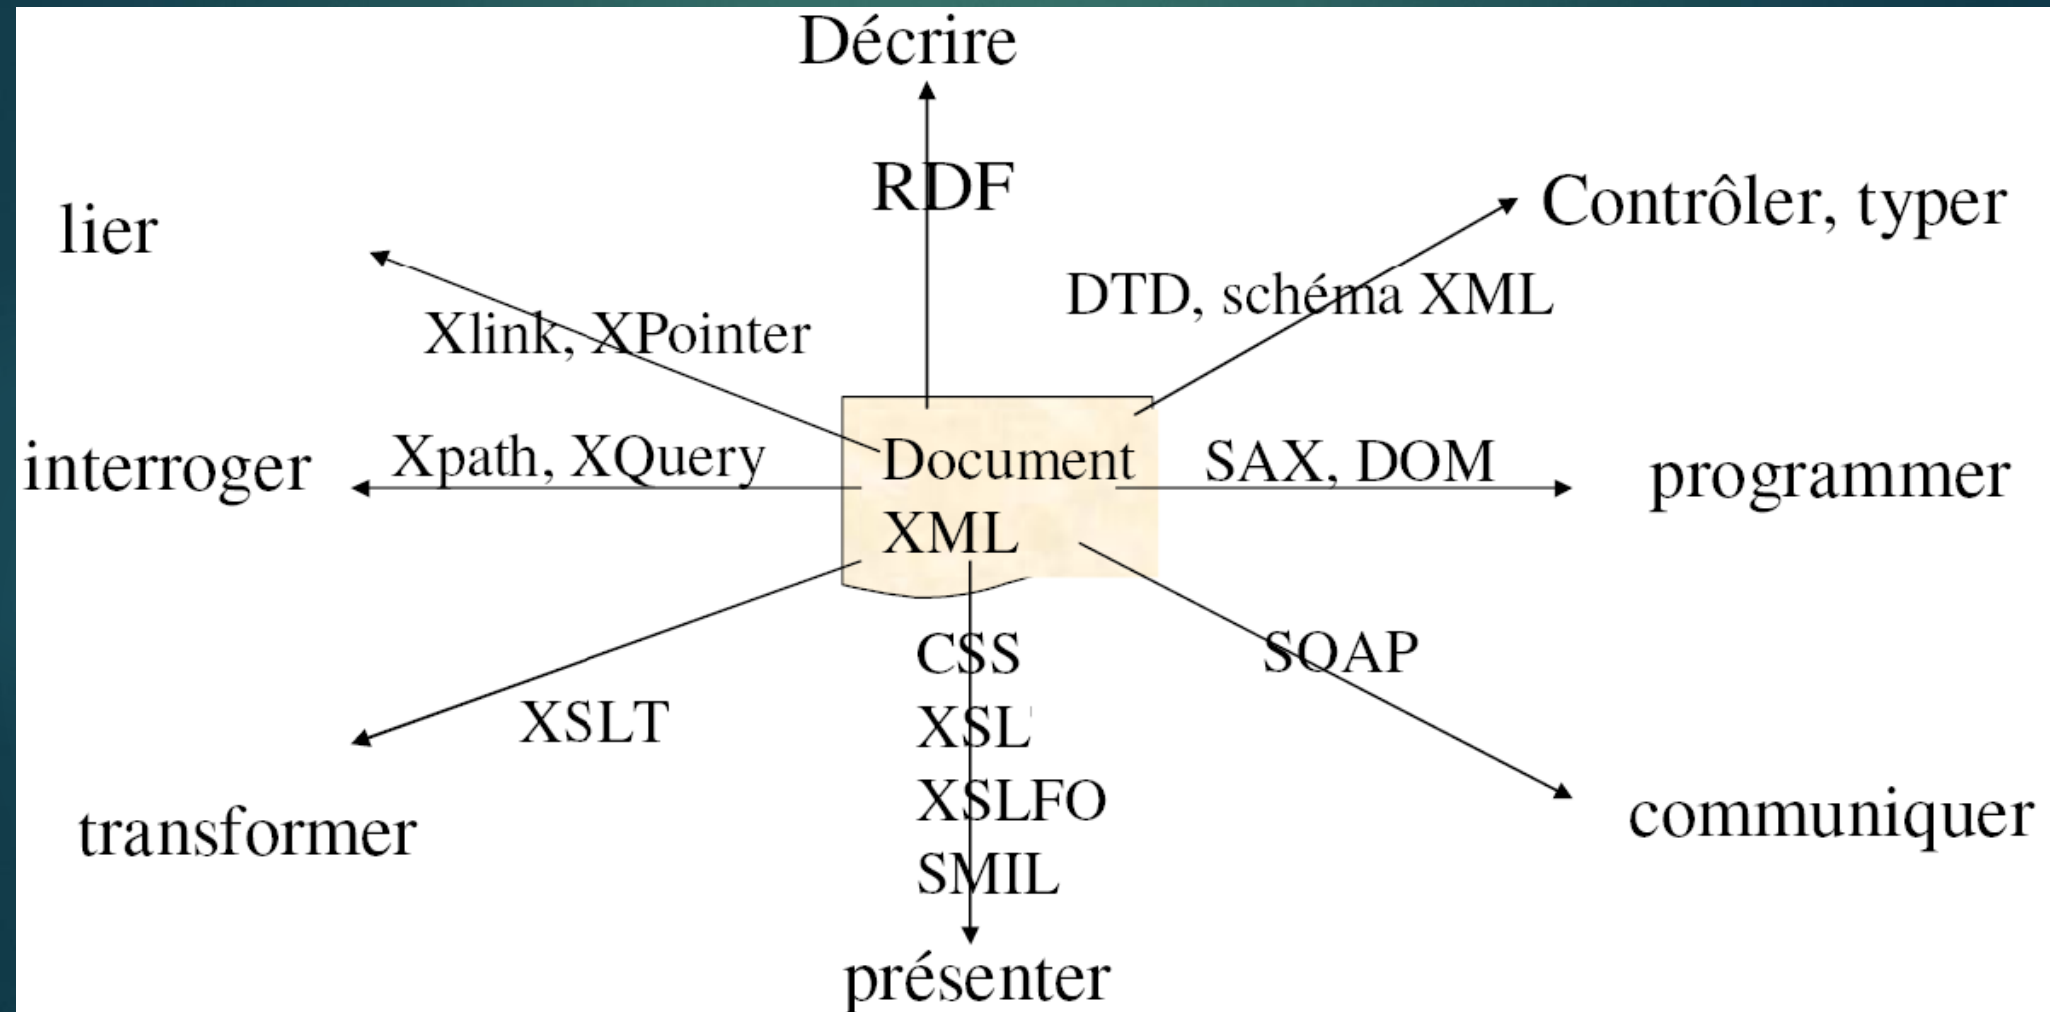 Décrire
RDF
lier
Contrôler, typer
DTD, schéma XML
Xlink, XPointer
interroger
Xpath, XQuery
Document
XML
SAX, DOM
programmer
XSLT
transformer
CSS
XSL
XSLFO
SMIL
SOAP
communiquer
présenter